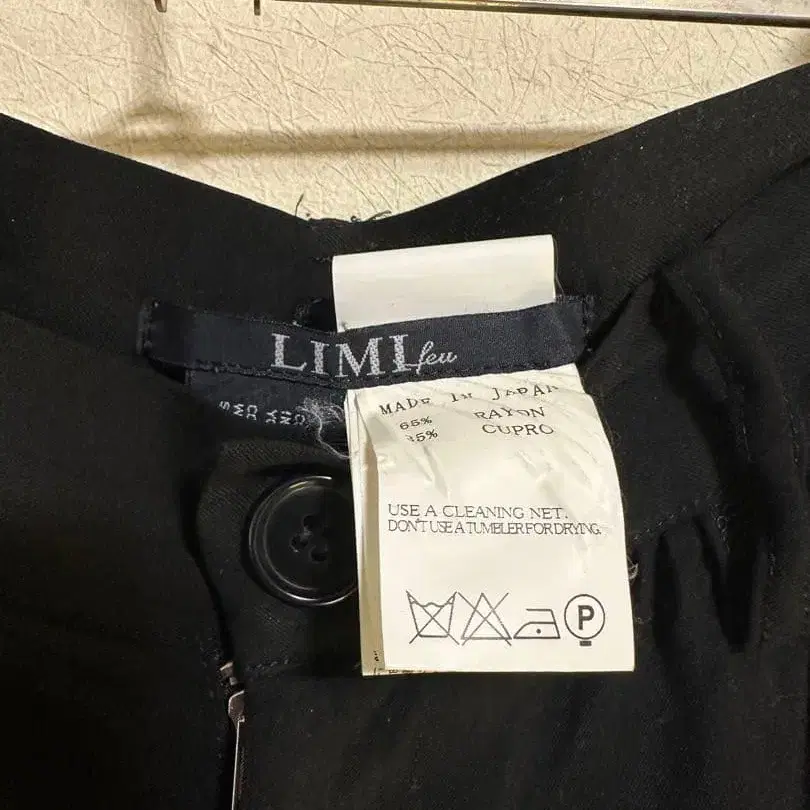 LIMI feu
MADE IN JAPAN
65% RAYON
35% CUPRO
USE A CLEANING NET.
DON'T USE A TUMBLER FOR DRYING.
P